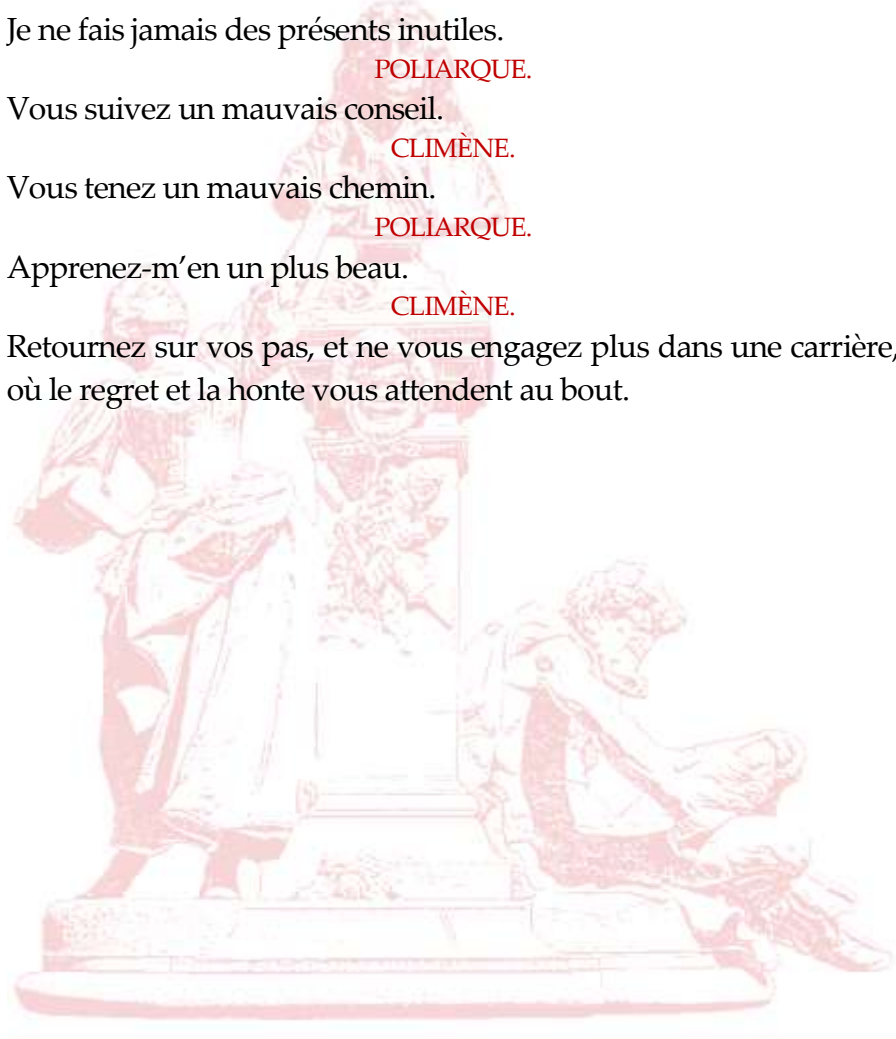 Je ne fais jamais des présents inutiles.
POLIARQUE.
Vous suivez un mauvais conseil.
CLIMÈNE.
Vous tenez un mauvais chemin.
POLIARQUE.
Apprenez-m’en un plus beau.
CLIMÈNE.
Retournez sur vos pas, et ne vous engagez plus dans une carrière,
où le regret et la honte vous attendent au bout.